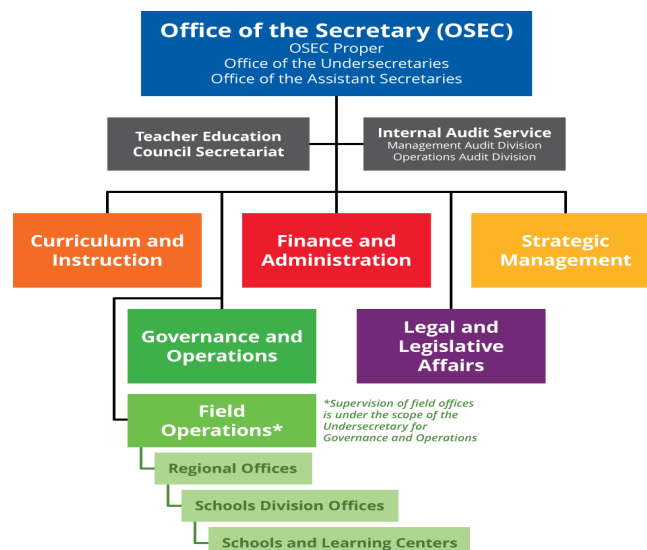 Office of the Secretary (OSEC)
OSEC Proper
Office of the Undersecretaries
Office of the Assistant Secretaries
Teacher Education
Council Secretariat
Internal Audit Service
Management Audit Division
Operations Audit Division
Curriculum and
Instruction
Finance and
Administration
Strategic
Management
Governance and
Operations
Legal and
Legislative
Affairs
Field
Operations*
*Supervision of field offices
is under the scope of the
Undersecretary for
Governance and Operations
Regional Offices
Schools Division Offices
Schools and Learning Centers